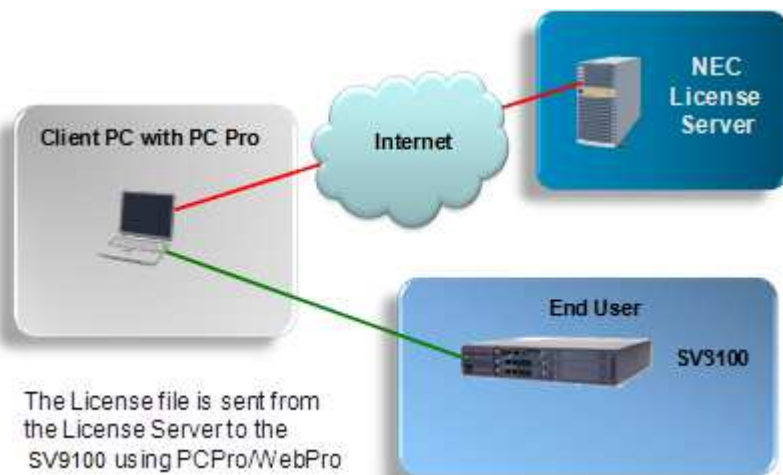 NEC
License
Server
Client PC with PC Pro
Internet
End User
SV9100
The License file is sent from
the License Server to the
SV9100 using PCPro/WebPro